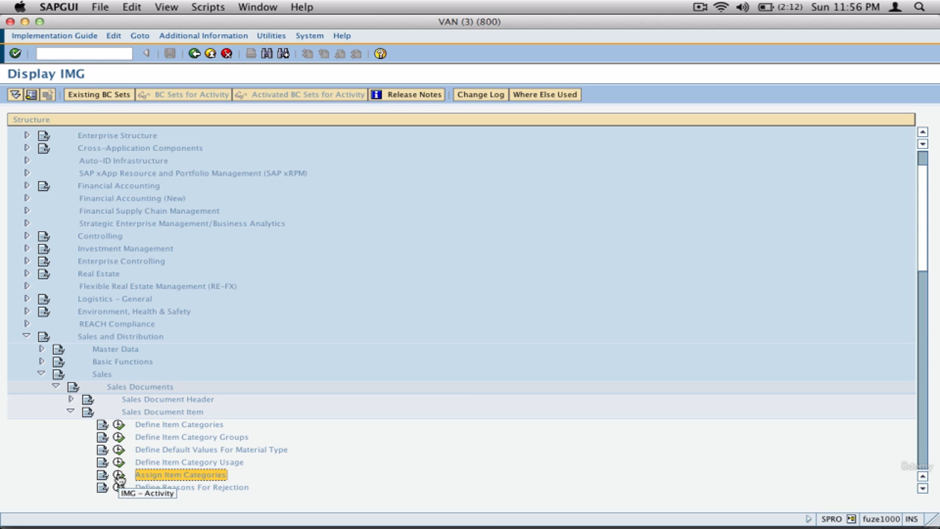 SAPGUI File Edit View Scripts Window Help (2:12) Sun 11:56 PM
VAN (3) (800)
Implementation Guide Edit Goto Additional Information Utilities System Help
Display IMG
Existing BC Sets BC Sets for Activity Activated BC Sets for Activity Release Notes Change Log Where Else Used
Structure
Enterprise Structure
Cross-Application Components
Auto-ID Infrastructure
SAP xApp Resource and Portfolio Management (SAP xRPM)
Financial Accounting
Financial Accounting (New)
Financial Supply Chain Management
Strategic Enterprise Management/Business Analytics
Controlling
Investment Management
Enterprise Controlling
Real Estate
Flexible Real Estate Management (RE-FX)
Logistics - General
Environment, Health & Safety
REACH Compliance
Sales and Distribution
Master Data
Basic Functions
Sales
Sales Documents
Sales Document Header
Sales Document Item
Define Item Categories
Define Item Category Groups
Define Default Values For Material Type
Define Item Category Usage
Assign Item Categories
Define Reasons For Rejection
IMG - Activity
Udemy
SPRO fuze1000 INS